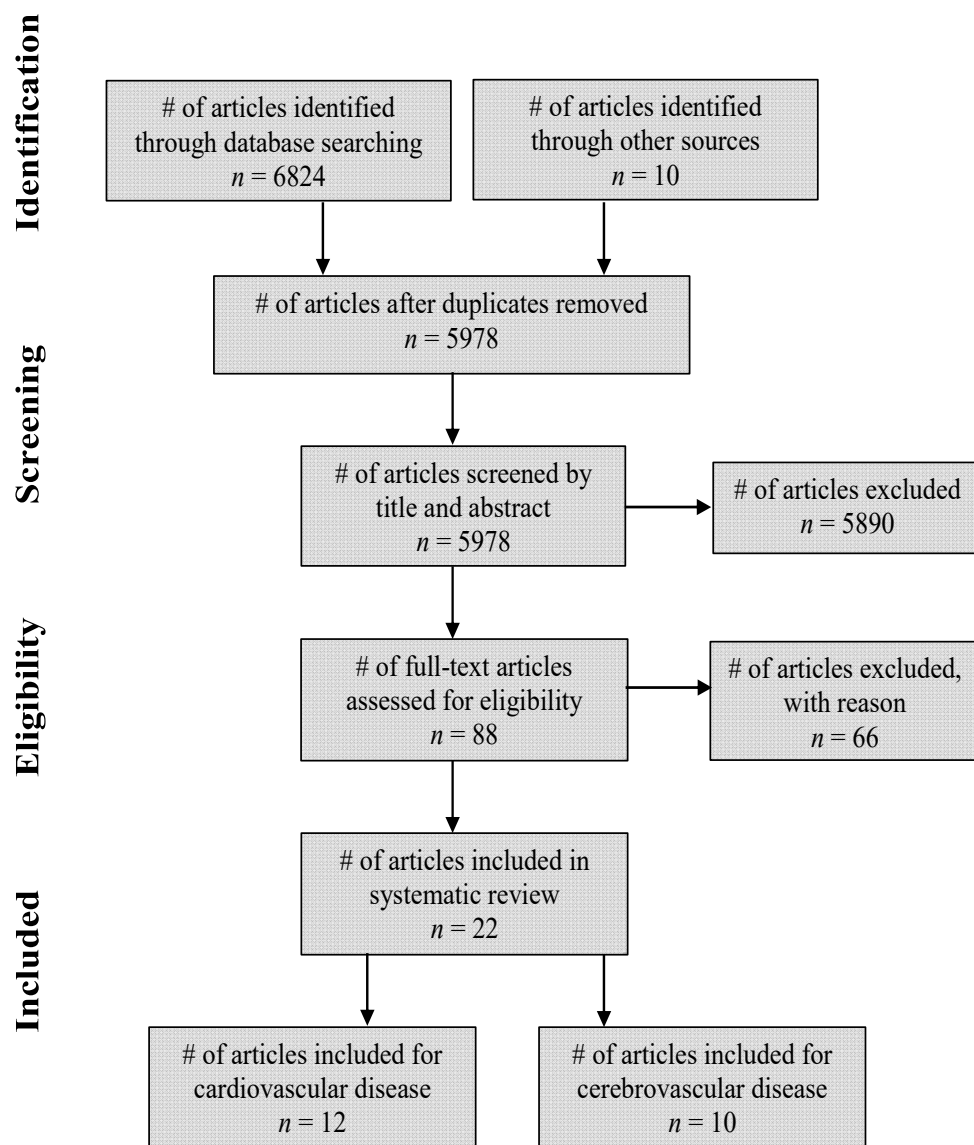 Identification
# of articles identified
through database searching
n = 6824
# of articles identified
through other sources
n = 10
# of articles after duplicates removed
n = 5978
Screening
# of articles screened by
title and abstract
n = 5978
# of articles excluded
n = 5890
Eligibility
# of full-text articles
assessed for eligibility
n = 88
# of articles excluded,
with reason
n = 66
Included
# of articles included in
systematic review
n = 22
# of articles included for
cardiovascular disease
n = 12
# of articles included for
cerebrovascular disease
n = 10